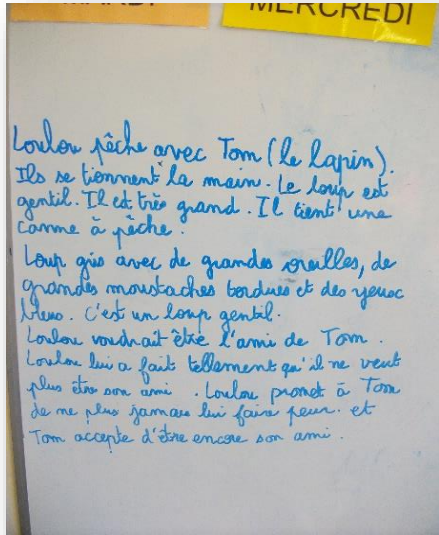 MARDI
MERCREDI
Loulou pêche avec Tom (le lapin).
Ils se tiennent la main. Le loup est
gentil. Il est très grand. Il tient une
canne à pêche.
Loup gris avec de grandes oreilles, de
grandes moustaches tordues et des yeux
bleus. C'est un loup gentil.
Loulou voudrait être l'ami de Tom.
Loulou lui a fait tellement qu'il ne veut
plus être son ami. Loulou promet à Tom
de ne plus jamais lui faire peur. et
Tom accepte d'être encore son ami.